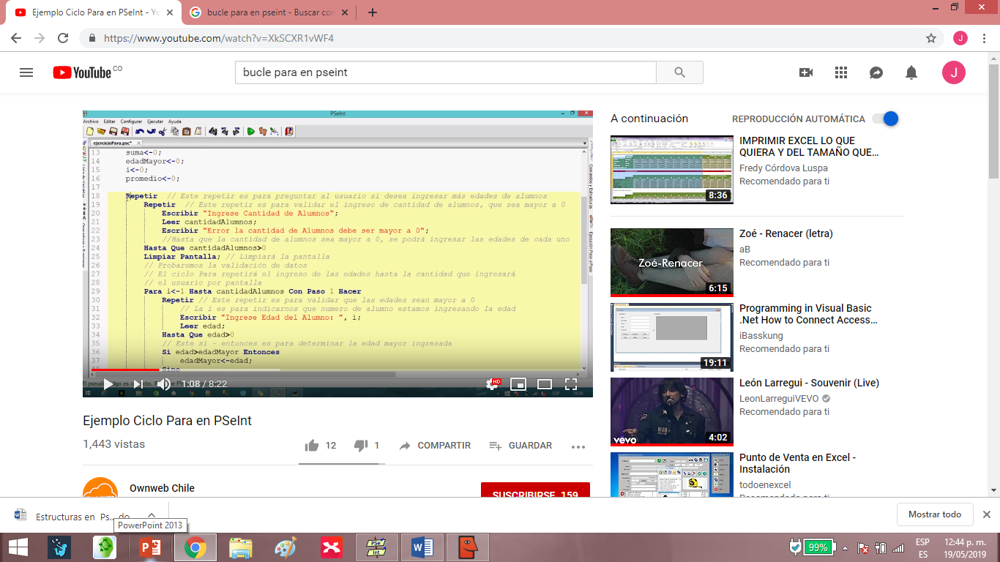 Ejemplo Ciclo Para en PSeInt - Yo
bucle para en pseint - Buscar con
https://www.youtube.com/watch?v=XkSCXR1vWF4
J
YouTube CO
bucle para en pseint
J
PSeInt
Archivo Editar Configurar Ejecutar Ayuda
ejercicioPara.psc*
13 suma<-0;
14 edadMayor<-0;
15 i<-0;
16 promedio<-0;
17
18 Repetir // Este repetir es para preguntar al usuario si desea ingresar más edades de alumnos
19 Repetir // Este repetir es para validar el ingreso de cantidad de alumnos, que sea mayor a 0
20 Escribir "Ingrese Cantidad de Alumnos";
21 Leer cantidadAlumnos;
22 Escribir "Error la cantidad de Alumnos debe ser mayor a 0";
23 //Hasta que la cantidad de alumnos sea mayor a 0, se podrá ingresar las edades de cada uno
24 Hasta Que cantidadAlumnos>0
25 Limpiar Pantalla; // Limpiará la pantalla
26 // Probaremos la validación de datos
27 // El ciclo Para repetirá el ingreso de las edades hasta la cantidad que ingresará
28 // el usuario por pantalla
29 Para i<-1 Hasta cantidadAlumnos Con Paso 1 Hacer
30 Repetir // Este repetir es para validar que las edades sean mayor a 0
31 // La i es para indicarnos que numero de alumno estamos ingresando la edad
32 Escribir "Ingrese Edad del Alumno: ", i;
33 Leer edad;
34 Hasta Que edad>0
35 // Este si - entonces es para determinar la edad mayor ingresada
36 Si edad>edadMayor Entonces
37 edadMayor<-edad;
Sino
Comandos y Estructuras
Ejecución Paso a Paso
1:08 / 8:22
HD
Ejemplo Ciclo Para en PSeInt
1,443 vistas
12
1
COMPARTIR
GUARDAR
Ownweb Chile
SUSCRIBIRSE 159
A continuación
REPRODUCCIÓN AUTOMÁTICA
IMPRIMIR EXCEL LO QUE
QUIERA Y DEL TAMAÑO QUE…
Fredy Córdova Luspa
Recomendado para ti
8:36
Zoé-Renacer
6:15
Zoé - Renacer (letra)
aB
Recomendado para ti
19:11
Programming in Visual Basic
.Net How to Connect Access…
iBasskung
Recomendado para ti
vevo
4:02
León Larregui - Souvenir (Live)
LeonLarreguiVEVO
Recomendado para ti
Punto de Venta en Excel -
Instalación
todoenexcel
Recomendado para ti
Estructuras en Ps....do
PowerPoint 2013
Mostrar todo
PSe
Int
99%
ESP
ES
12:44 p. m.
19/05/2019